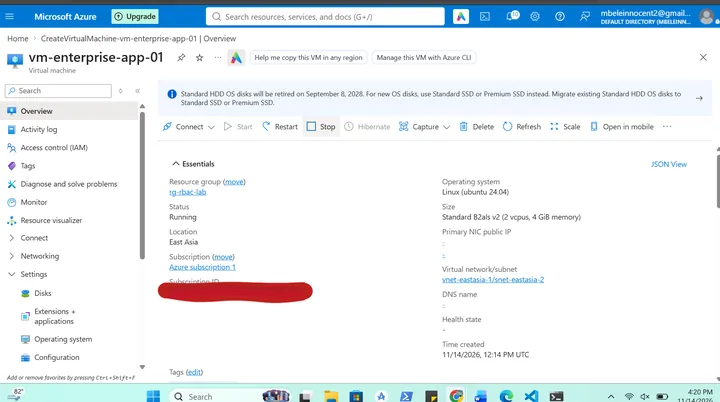 Microsoft Azure
Upgrade
Search resources, services, and docs (G+/)
10
mbeleinnocent2@gmail...
DEFAULT DIRECTORY (MBELEINNOC...
Home > CreateVirtualMachine-vm-enterprise-app-01 | Overview >
vm-enterprise-app-01
Virtual machine
Help me copy this VM in any region
Manage this VM with Azure CLI
Search
Overview
Activity log
Access control (IAM)
Tags
Diagnose and solve problems
Monitor
Resource visualizer
Connect
Networking
Settings
Disks
Extensions + applications
Operating system
Configuration
Add or remove favorites by pressing Ctrl+Shift+F
Standard HDD OS disks will be retired on September 8, 2028. For new OS disks, use Standard SSD or Premium SSD instead. Migrate existing Standard HDD OS disks to
Standard SSD or Premium SSD.
Connect
Start
Restart
Stop
Hibernate
Capture
Delete
Refresh
Scale
Open in mobile
Essentials
JSON View
Resource group (move)
rg-rbac-lab
Status
Running
Location
East Asia
Subscription (move)
Azure subscription 1
Subscription ID
Tags (edit)
Operating system
Linux (ubuntu 24.04)
Size
Standard B2als v2 (2 vcpus, 4 GiB memory)
Primary NIC public IP
-
-
Virtual network/subnet
vnet-eastasia-1/snet-eastasia-2
DNS name
-
Health state
-
Time created
11/14/2026, 12:14 PM UTC
82°
Search
4:20 PM
11/14/2026